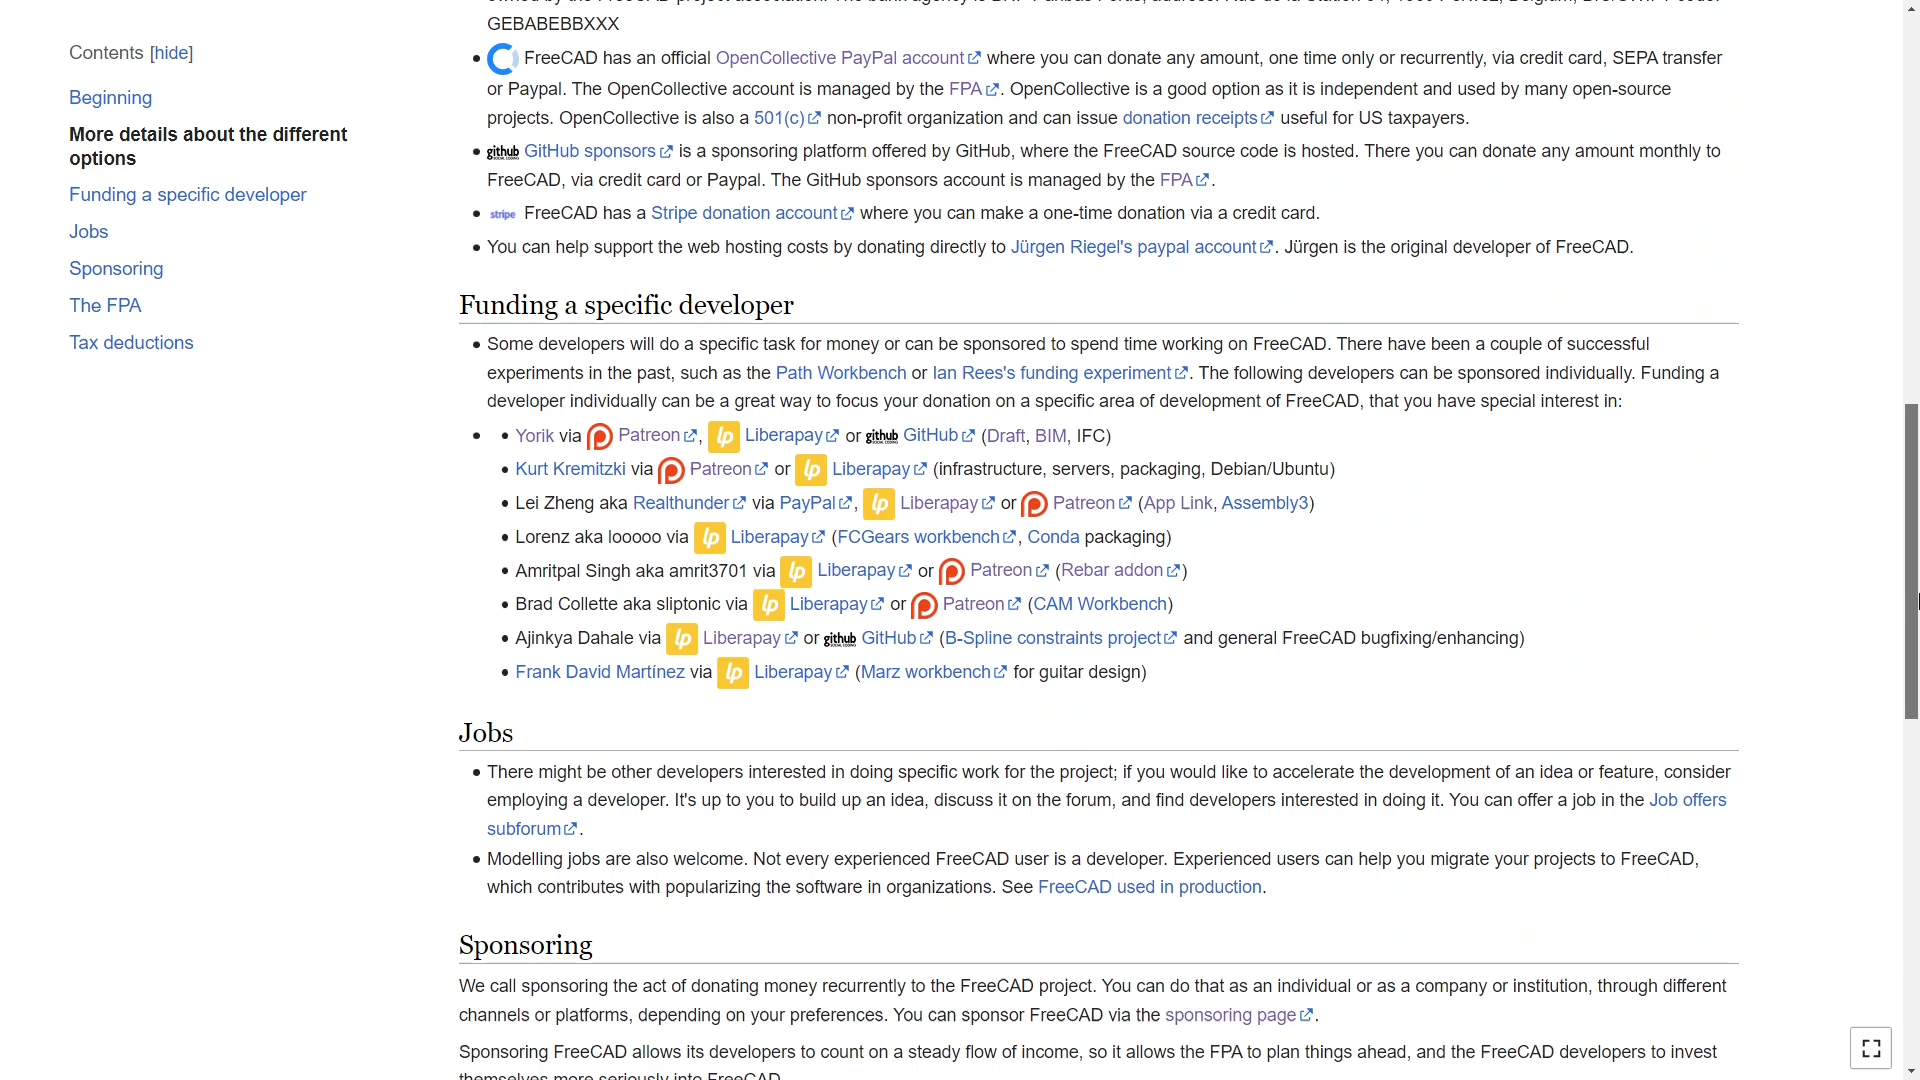 Contents [hide]
Beginning
More details about the different
options
Funding a specific developer
Jobs
Sponsoring
The FPA
Tax deductions
GEBABEBBXXX
FreeCAD has an official OpenCollective PayPal account where you can donate any amount, one time only or recurrently, via credit card, SEPA transfer
or Paypal. The OpenCollective account is managed by the FPA. OpenCollective is a good option as it is independent and used by many open-source
projects. OpenCollective is also a 501(c) non-profit organization and can issue donation receipts useful for US taxpayers.
github GitHub sponsors is a sponsoring platform offered by GitHub, where the FreeCAD source code is hosted. There you can donate any amount monthly to
FreeCAD, via credit card or Paypal. The GitHub sponsors account is managed by the FPA.
stripe FreeCAD has a Stripe donation account where you can make a one-time donation via a credit card.
You can help support the web hosting costs by donating directly to Jürgen Riegel's paypal account. Jürgen is the original developer of FreeCAD.
Funding a specific developer
Some developers will do a specific task for money or can be sponsored to spend time working on FreeCAD. There have been a couple of successful
experiments in the past, such as the Path Workbench or Ian Rees's funding experiment. The following developers can be sponsored individually. Funding a
developer individually can be a great way to focus your donation on a specific area of development of FreeCAD, that you have special interest in:
Yorik via Patreon, lp Liberapay or github GitHub (Draft, BIM, IFC)
Kurt Kremitzki via Patreon or lp Liberapay (infrastructure, servers, packaging, Debian/Ubuntu)
Lei Zheng aka Realthunder via PayPal, lp Liberapay or Patreon (App Link, Assembly3)
Lorenz aka looooo via lp Liberapay (FCGears workbench, Conda packaging)
Amritpal Singh aka amrit3701 via lp Liberapay or Patreon (Rebar addon)
Brad Collette aka sliptonic via lp Liberapay or Patreon (CAM Workbench)
Ajinkya Dahale via lp Liberapay or github GitHub (B-Spline constraints project and general FreeCAD bugfixing/enhancing)
Frank David Martínez via lp Liberapay (Marz workbench for guitar design)
Jobs
There might be other developers interested in doing specific work for the project; if you would like to accelerate the development of an idea or feature, consider
employing a developer. It's up to you to build up an idea, discuss it on the forum, and find developers interested in doing it. You can offer a job in the Job offers
subforum.
Modelling jobs are also welcome. Not every experienced FreeCAD user is a developer. Experienced users can help you migrate your projects to FreeCAD,
which contributes with popularizing the software in organizations. See FreeCAD used in production.
Sponsoring
We call sponsoring the act of donating money recurrently to the FreeCAD project. You can do that as an individual or as a company or institution, through different
channels or platforms, depending on your preferences. You can sponsor FreeCAD via the sponsoring page.
Sponsoring FreeCAD allows its developers to count on a steady flow of income, so it allows the FPA to plan things ahead, and the FreeCAD developers to invest
themselves more seriously into FreeCAD.